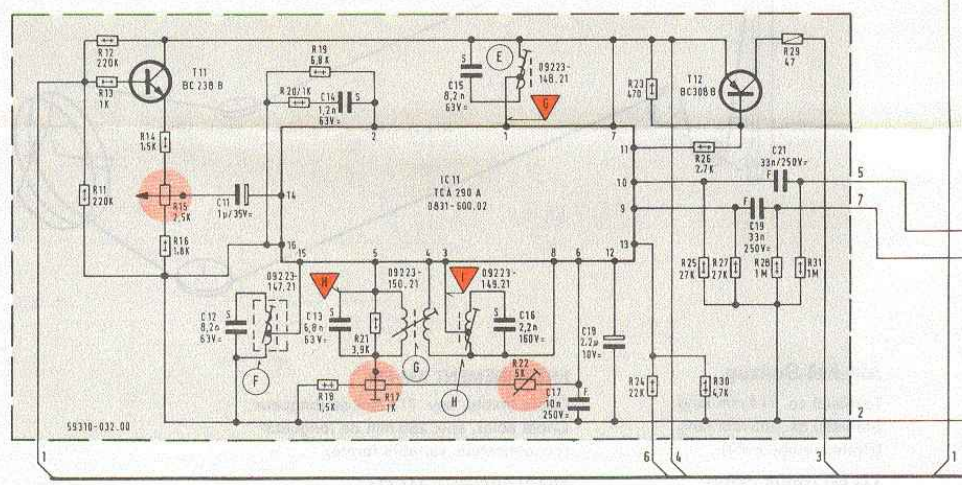 R12
220K
R13
1K
T11
BC 238 B
R14
1,5K
R15
2,5K
R16
1,8K
R11
220K
R19
6,8K
R20/1K
C14
1,2n
63V=
S
C11
1µ/35V=
S
C15
8,2n
63V=
E
09223-
148.21
G
R23
470
T12
BC308B
R29
47
2
1
7
14
16
15
5
4
3
8
6
12
11
10
9
13
IC11
TCA 290 A
0831-600.02
R26
2,7K
C21
33n/250V=
F
F
C19
33n
250V=
5
7
R25
27K
R27
27K
R28
1M
R31
1M
09223-
147.21
H
09223-
150.21
I
09223-
149.21
C12
8,2n
63V=
S
F
C13
6,8n
63V=
S
R21
3,9K
G
H
S
C16
2,2n
160V=
R18
1,5K
R17
1K
R22
5K
C17
10n
250V=
F
C18
2,2µ
10V=
R24
22K
R30
4,7K
2
59310-032.00
1
6
4
3
1